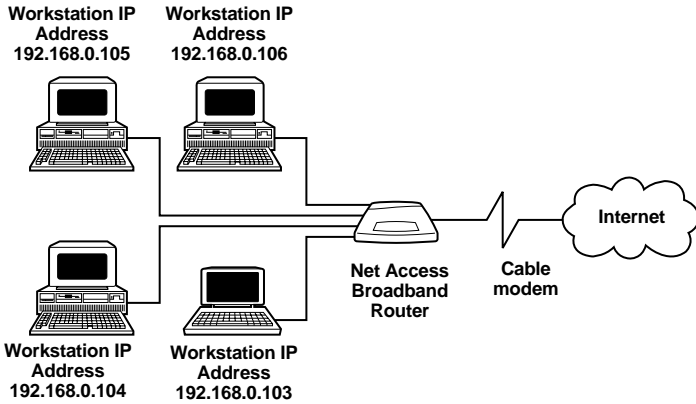 Workstation IP
Address
192.168.0.105
Workstation IP
Address
192.168.0.106
Internet
Net Access
Broadband
Router
Cable
modem
Workstation IP
Address
192.168.0.104
Workstation IP
Address
192.168.0.103